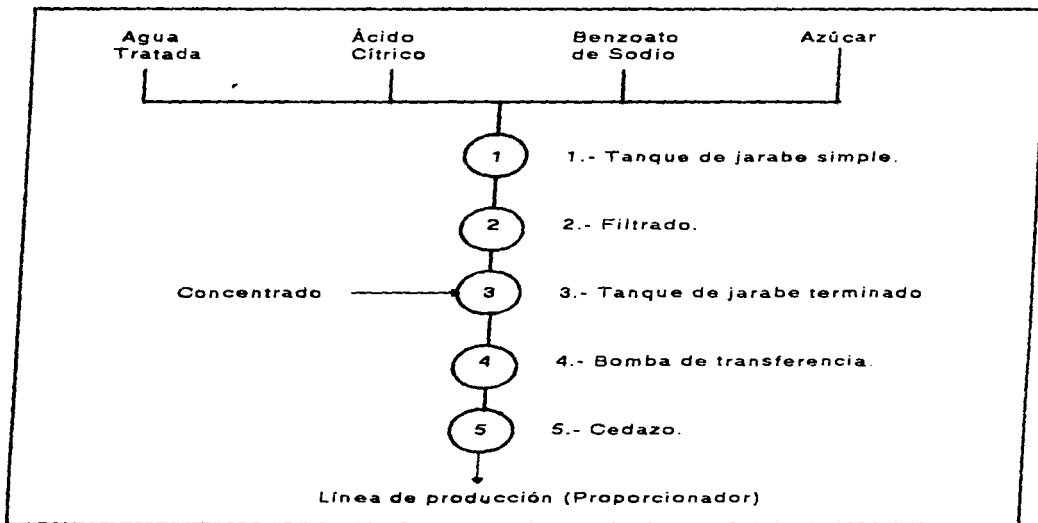 Agua
Tratada
Ácido
Cítrico
Benzoato
de Sodio
Azúcar
1
1.- Tanque de jarabe simple.
2
2.- Filtrado.
Concentrado
3
3.- Tanque de jarabe terminado
4
4.- Bomba de transferencia.
5
5.- Cedazo.
Línea de producción (Proporcionador)